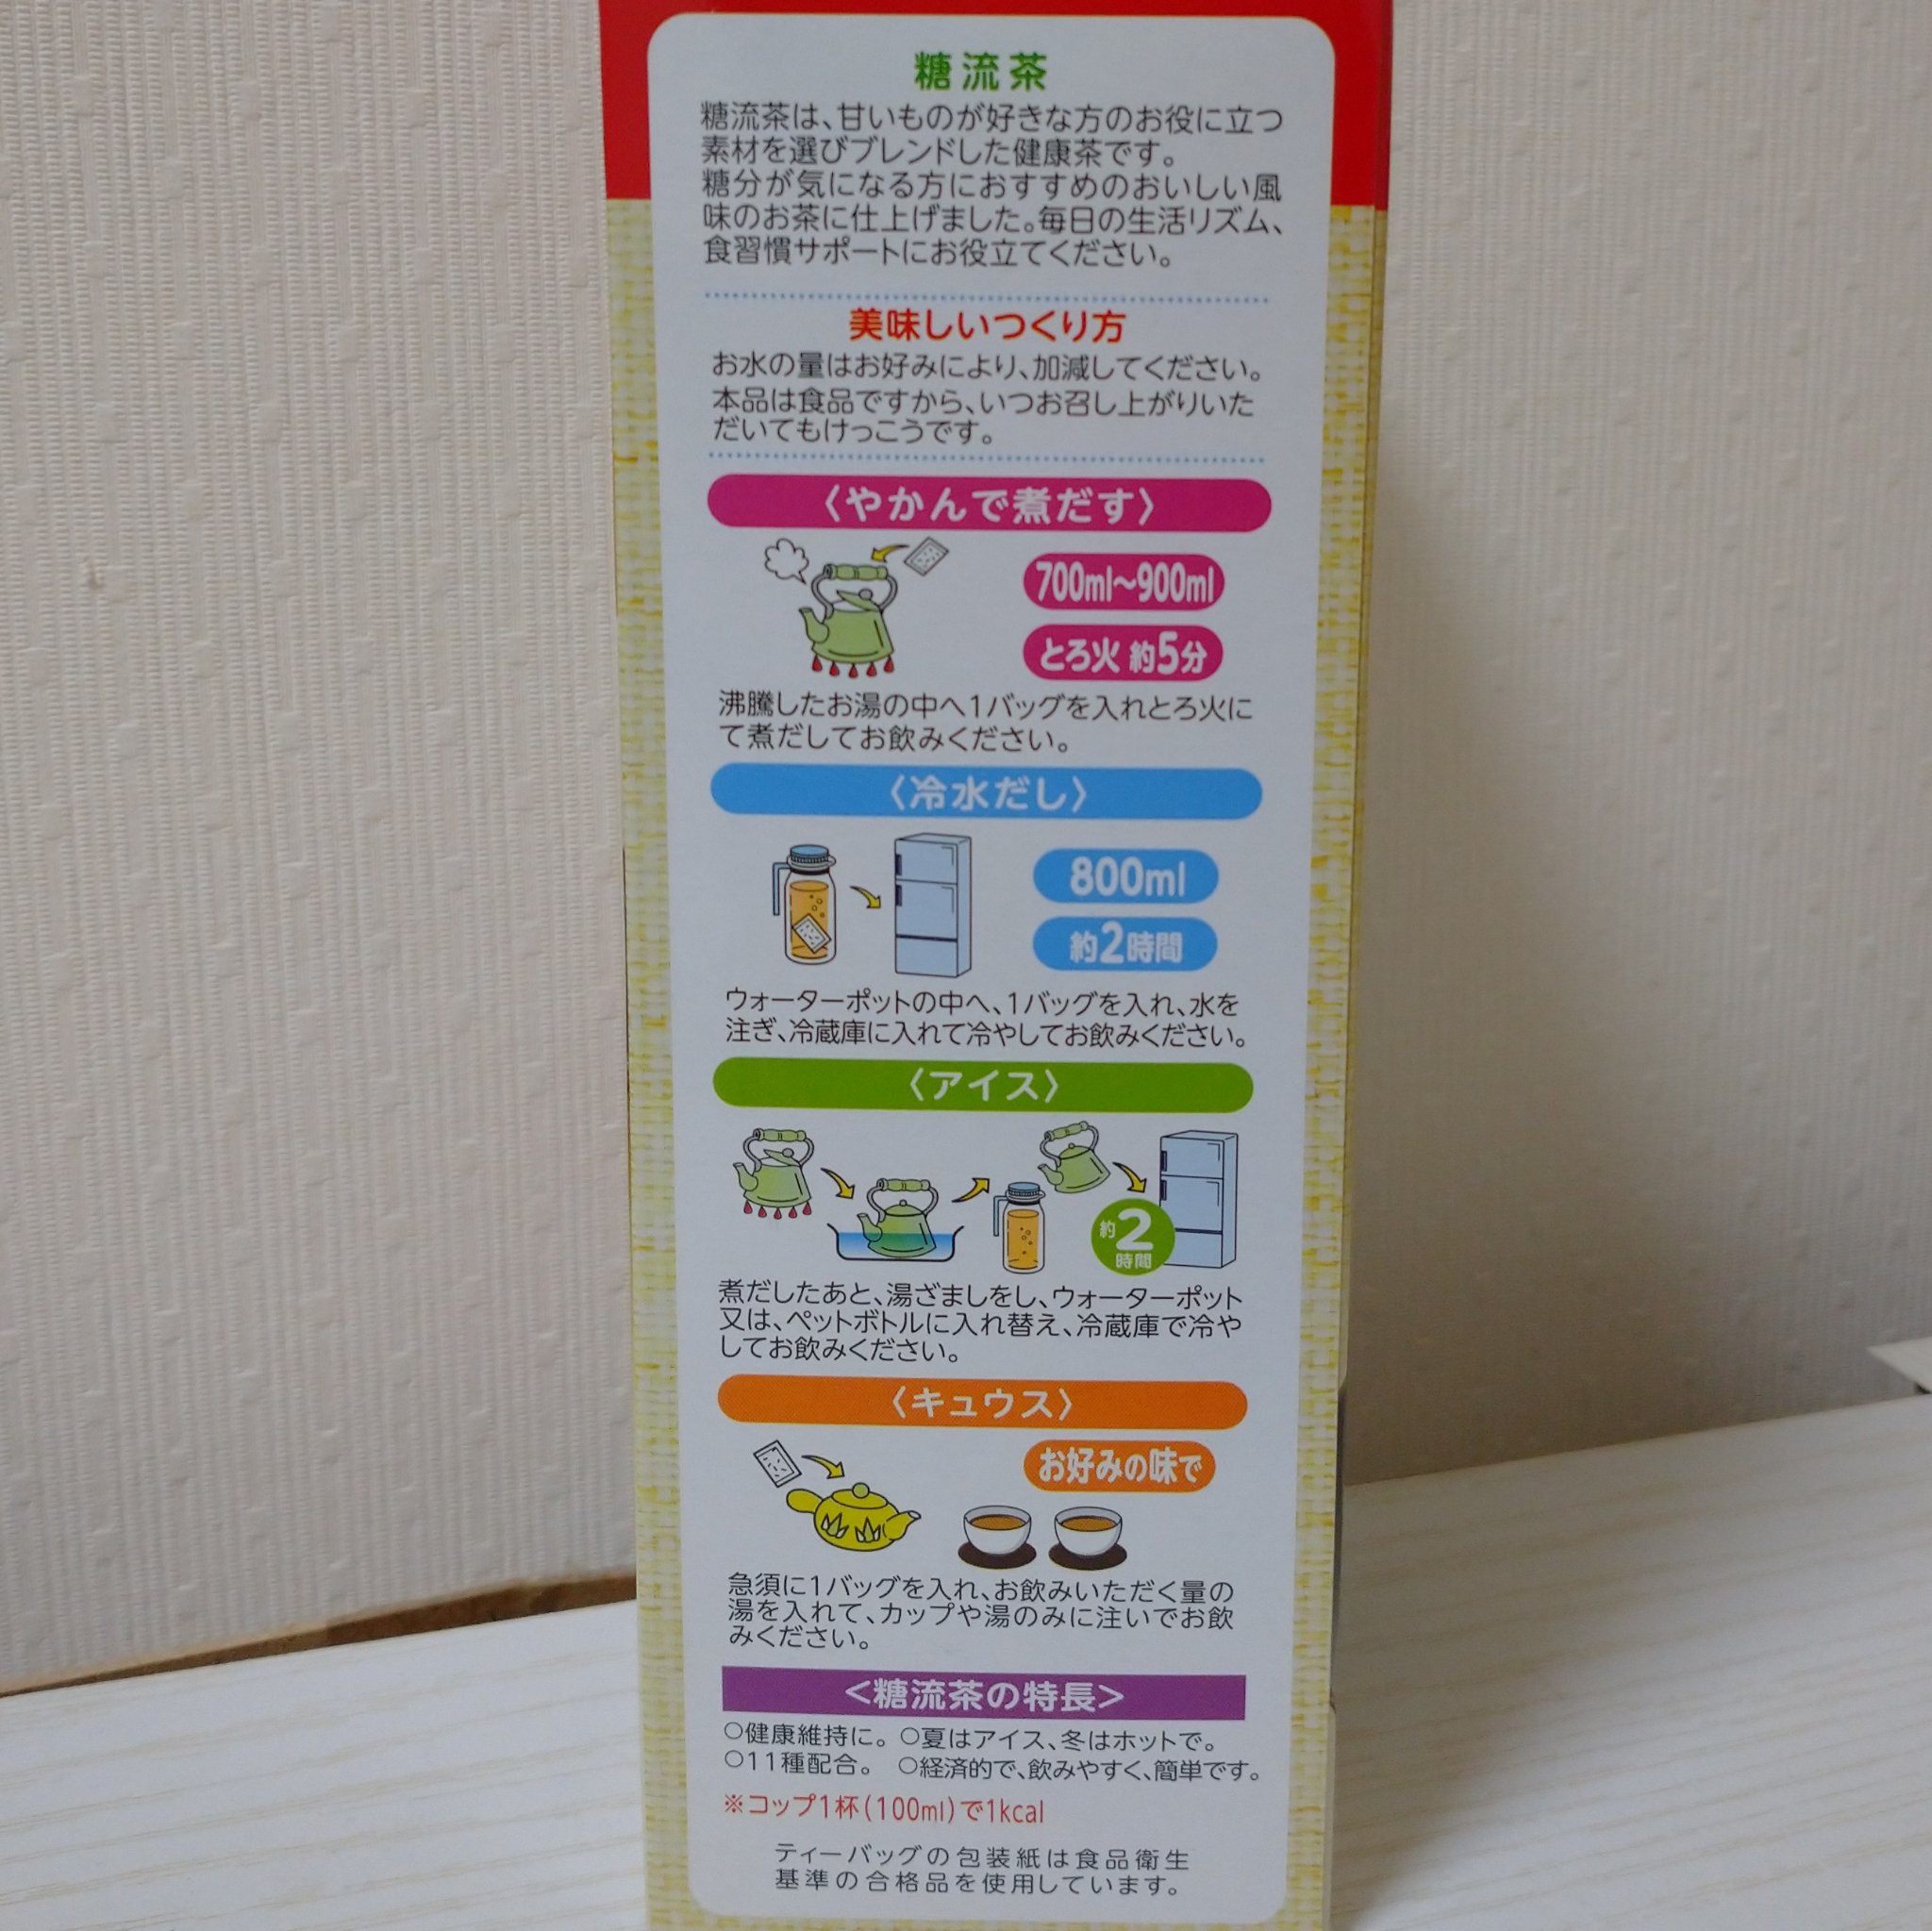 糖流茶
糖流茶は、甘いものが好きな方のお役に立つ
素材を選びブレンドした健康茶です。
糖分が気になる方におすすめのおいしい風
味のお茶に仕上げました。毎日の生活リズム、
食習慣サポートにお役立てください。
美味しいつくり方
お水の量はお好みにより、加減してください。
本品は食品ですから、いつお召し上がりいた
だいてもけっこうです。
〈やかんで煮だす〉
700ml〜900ml
とろ火 約5分
沸騰したお湯の中へ1バッグを入れとろ火に
て煮だしてお飲みください。
〈冷水だし〉
800ml
約2時間
ウォーターポットの中へ、1バッグを入れ、水を
注ぎ、冷蔵庫に入れて冷やしてお飲みください。
〈アイス〉
約2時間
煮だしたあと、湯ざましをし、ウォーターポット
又は、ペットボトルに入れ替え、冷蔵庫で冷や
してお飲みください。
〈キュウス〉
お好みの味で
急須に1バッグを入れ、お飲みいただく量の
湯を入れて、カップや湯のみに注いでお飲
みください。
<糖流茶の特長>
○健康維持に。 ○夏はアイス、冬はホットで。
○11種配合。 ○経済的で、飲みやすく、簡単です。
※コップ1杯(100ml)で1kcal
ティーバッグの包装紙は食品衛生
基準の合格品を使用しています。